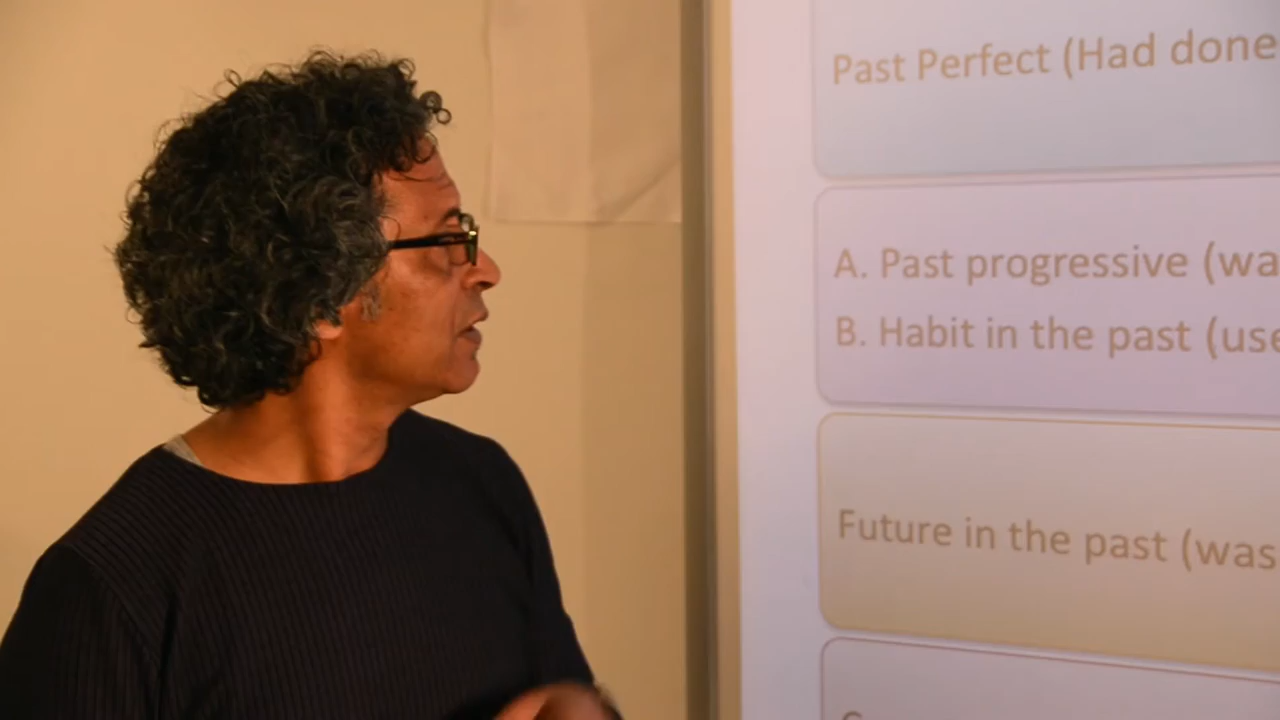 Past Perfect (Had done
A. Past progressive (wa
B. Habit in the past (use
Future in the past (was